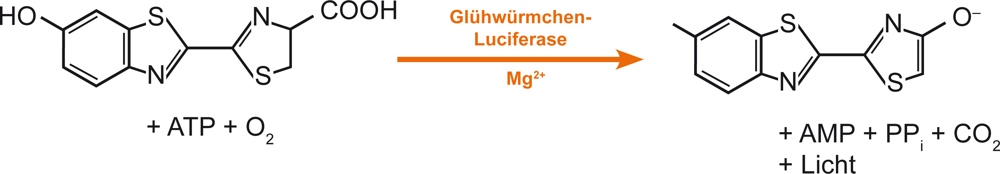 HO
S
N
N
S
COOH
+ ATP + O₂
Glühwürmchen-
Luciferase
Mg²⁺
S
N
N
S
O⁻
+ AMP + PPᵢ + CO₂
+ Licht